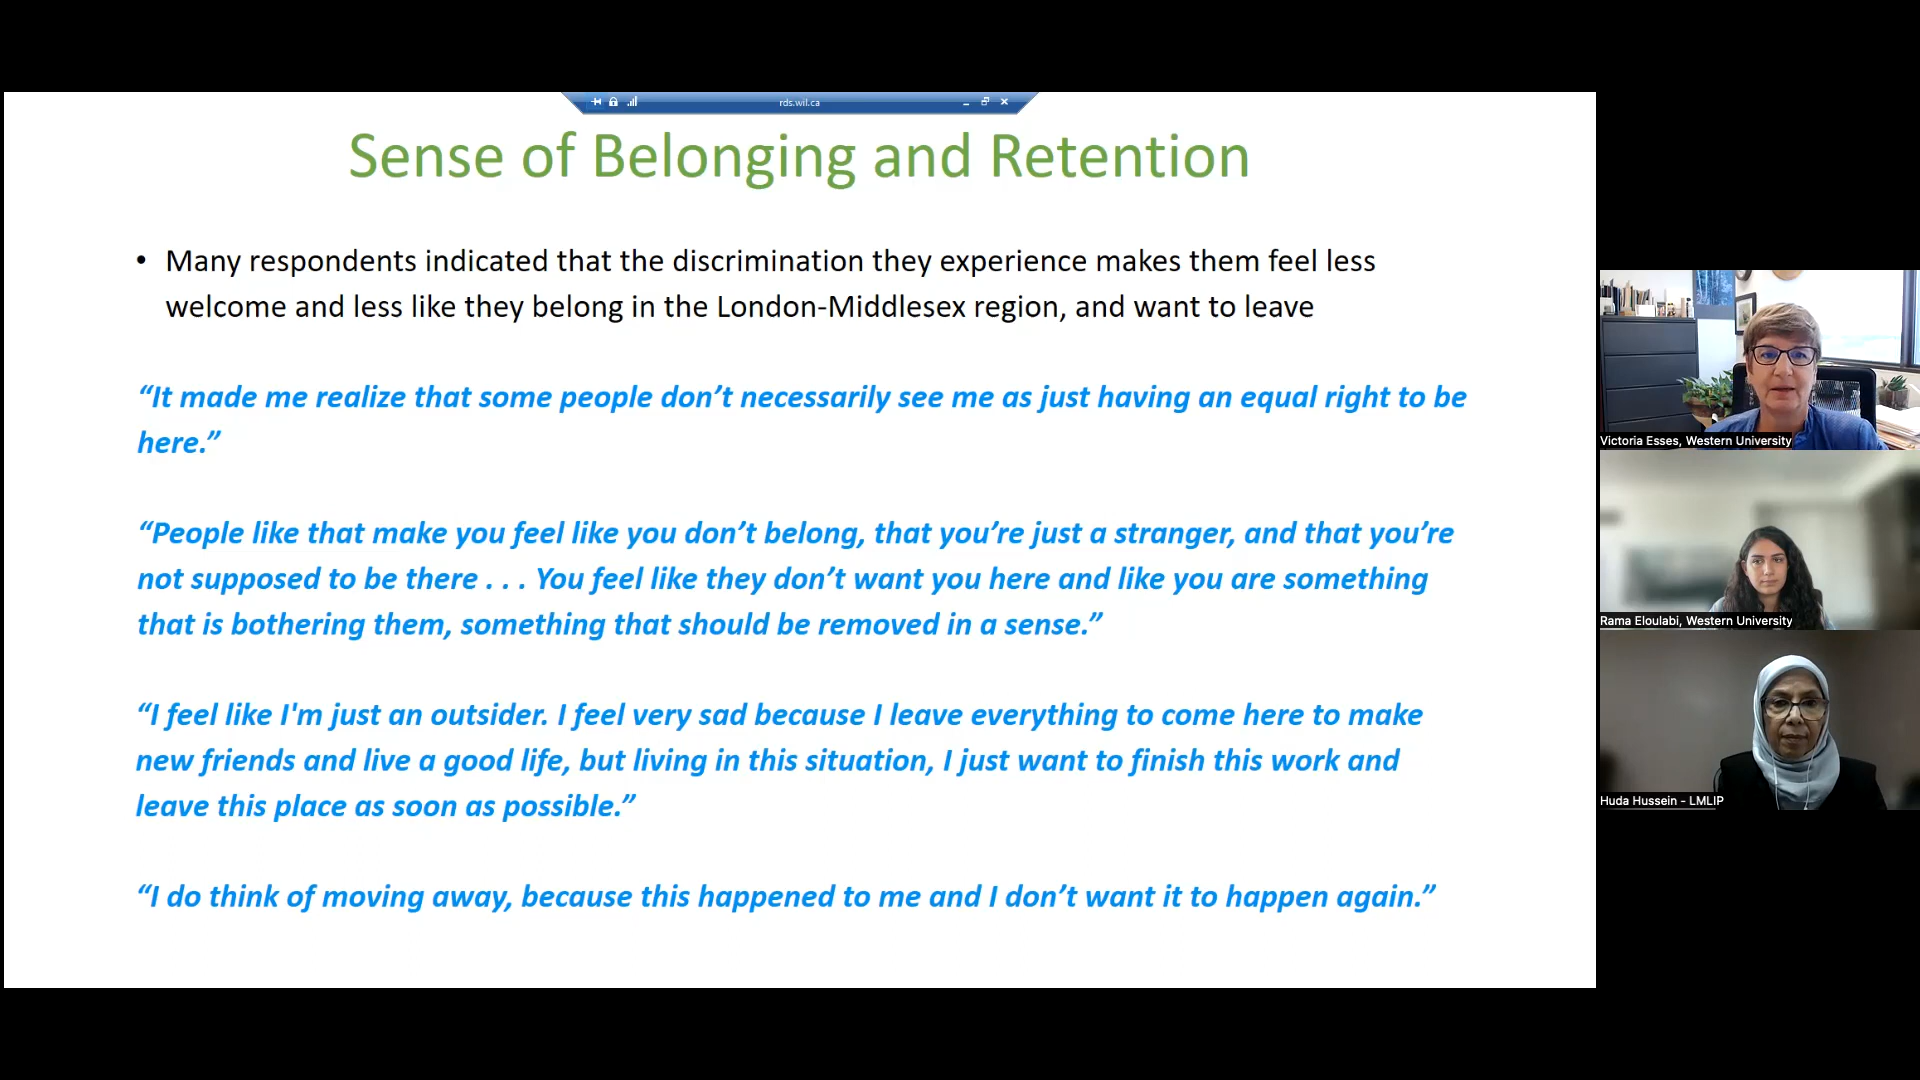 rds.wil.ca
Sense of Belonging and Retention
• Many respondents indicated that the discrimination they experience makes them feel less
welcome and less like they belong in the London-Middlesex region, and want to leave
“It made me realize that some people don’t necessarily see me as just having an equal right to be
here.”
“People like that make you feel like you don’t belong, that you’re just a stranger, and that you’re
not supposed to be there . . . You feel like they don’t want you here and like you are something
that is bothering them, something that should be removed in a sense.”
“I feel like I'm just an outsider. I feel very sad because I leave everything to come here to make
new friends and live a good life, but living in this situation, I just want to finish this work and
leave this place as soon as possible.”
“I do think of moving away, because this happened to me and I don’t want it to happen again.”
Victoria Esses, Western University
Rama Eloulabi, Western University
Huda Hussein - LMLIP